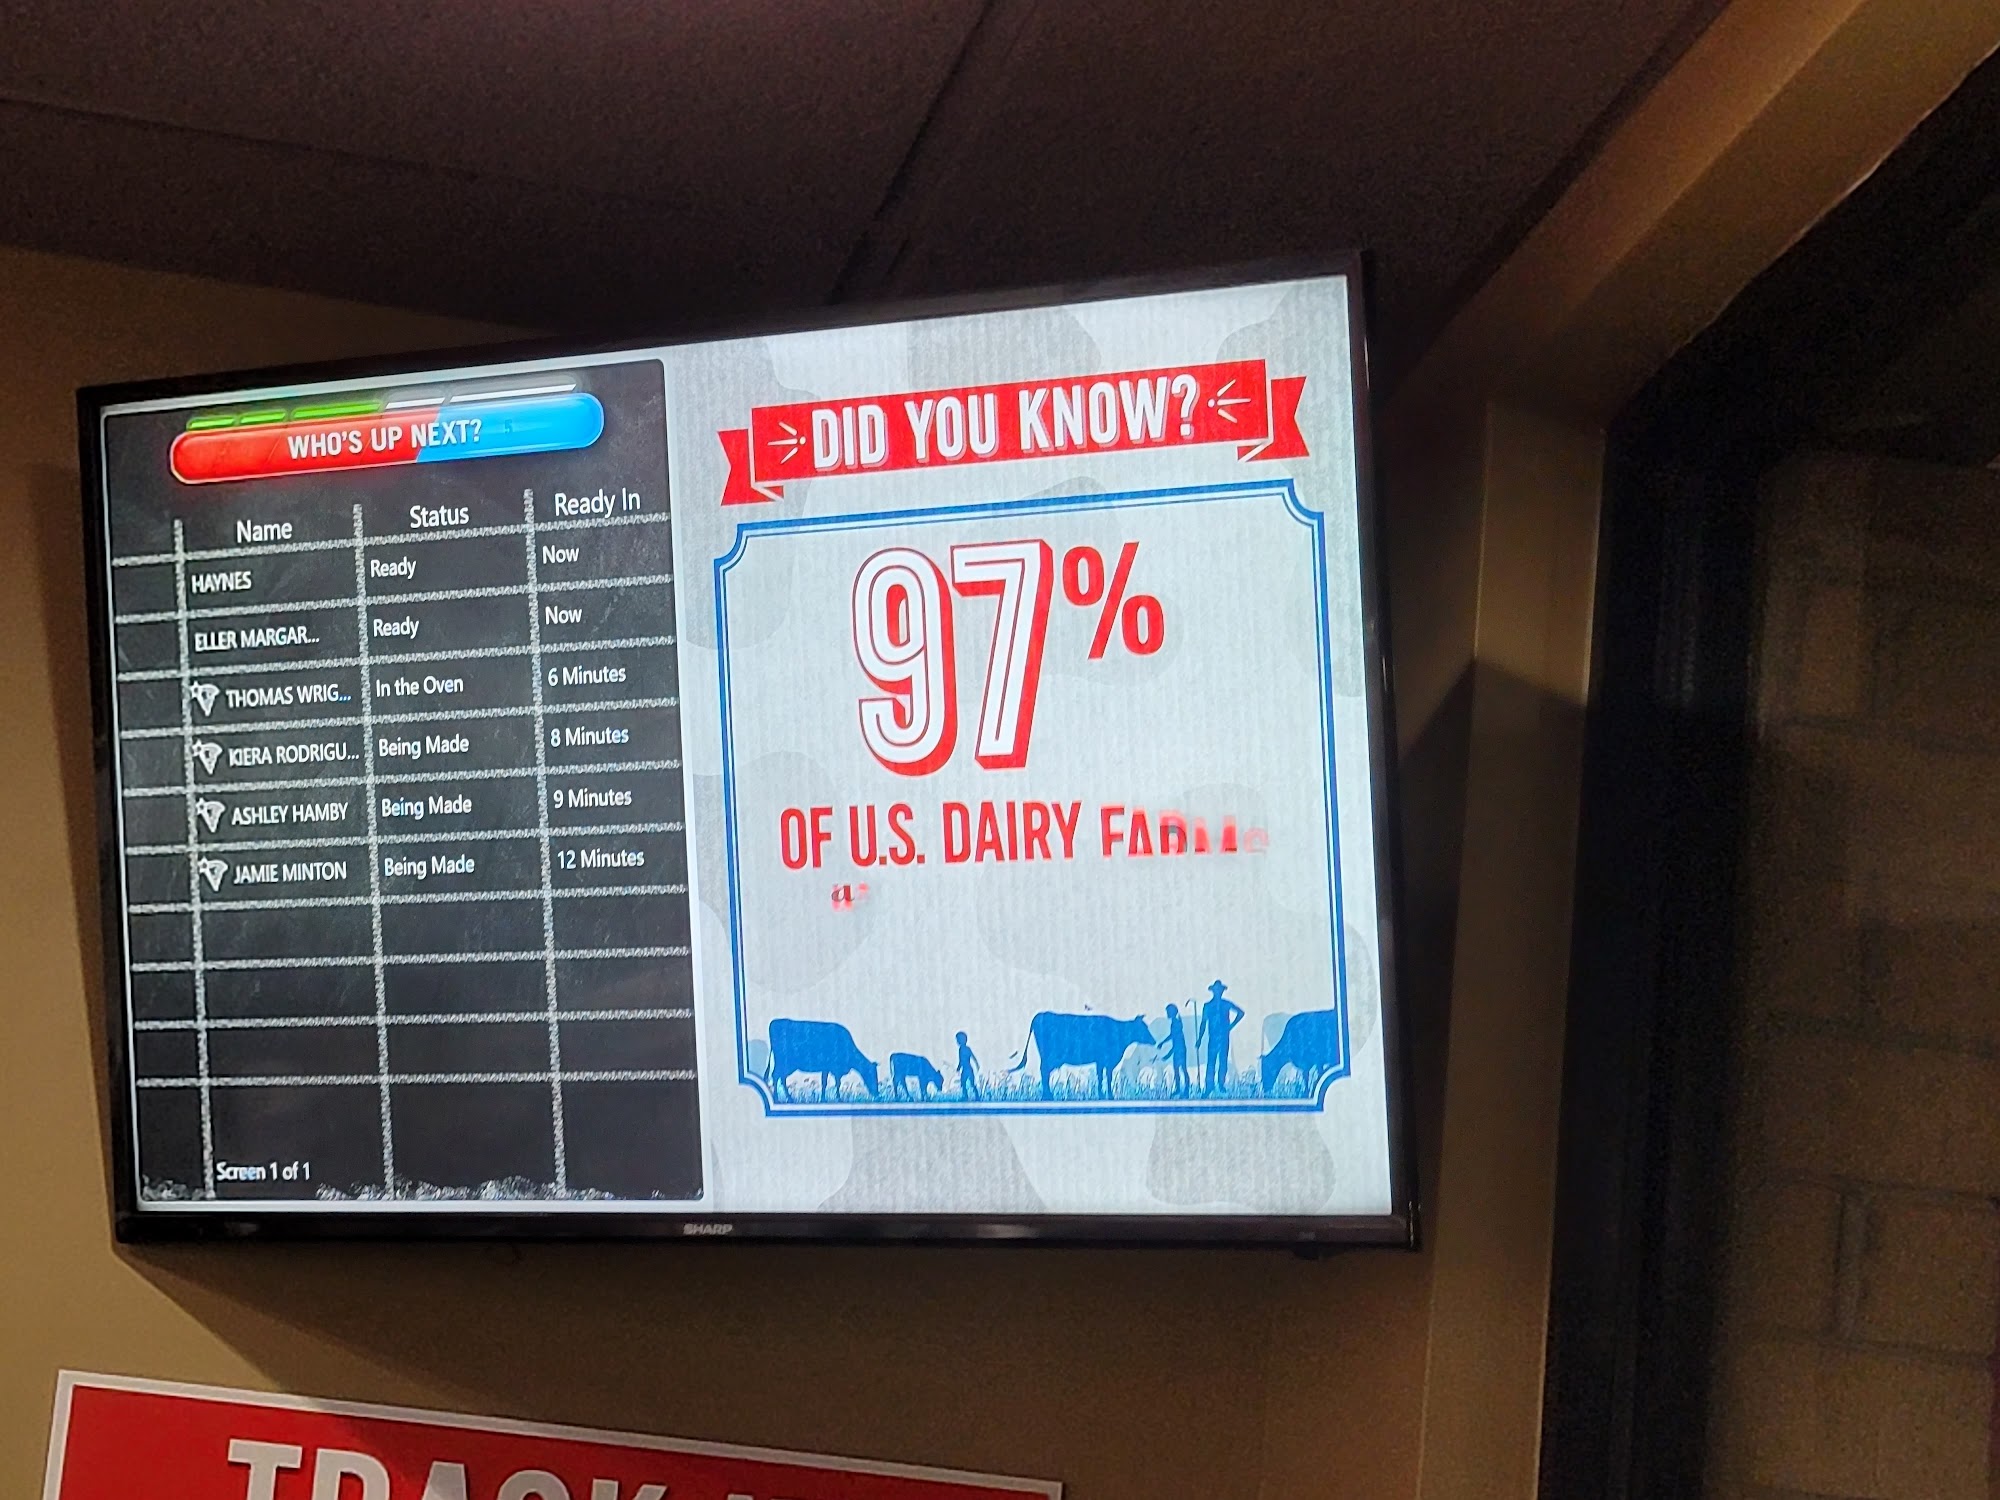 WHO'S UP NEXT?
Name Status Ready In
HAYNES Ready Now
ELLER MARGAR... Ready Now
THOMAS WRIG... In the Oven 6 Minutes
KIERA RODRIGU... Being Made 8 Minutes
ASHLEY HAMBY Being Made 9 Minutes
JAMIE MINTON Being Made 12 Minutes
Screen 1 of 1
DID YOU KNOW?
97%
OF U.S. DAIRY
SHARP